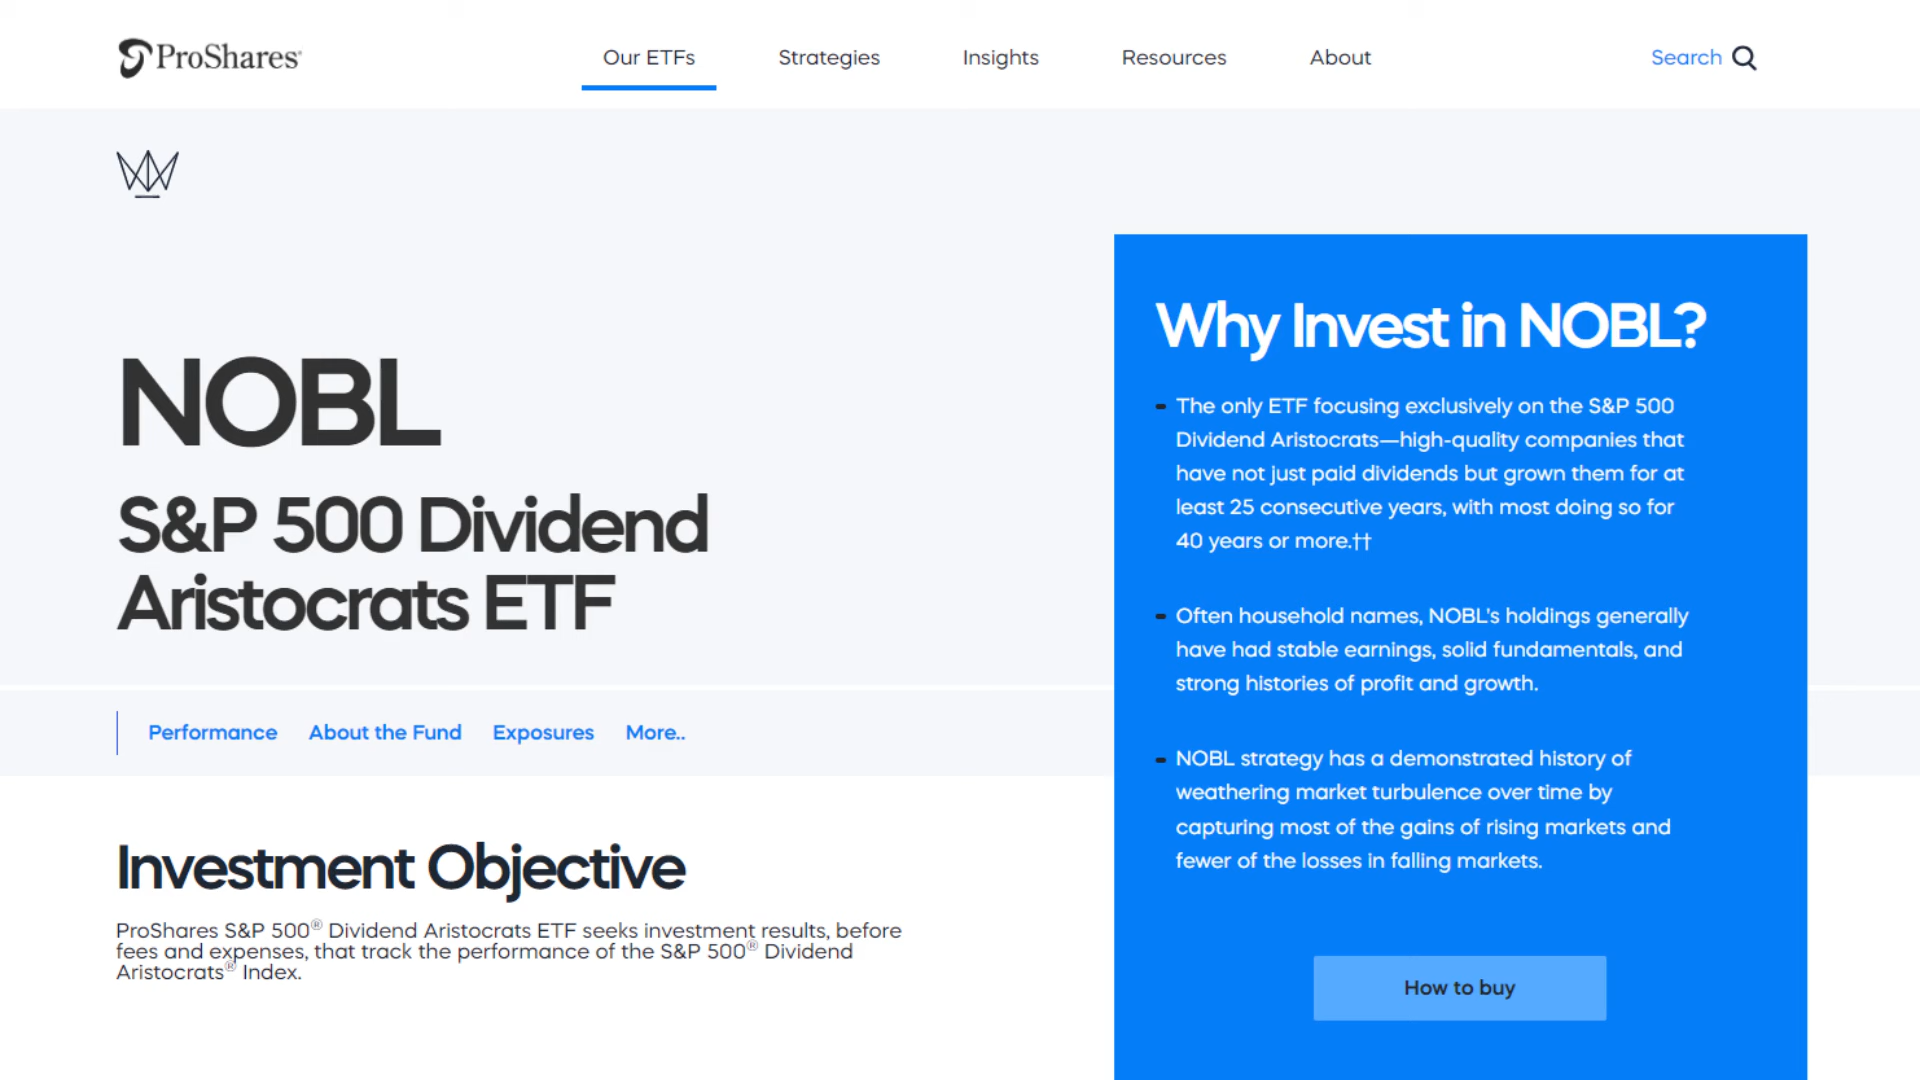 ProShares®
Our ETFs
Strategies
Insights
Resources
About
Search
NOBL
S&P 500 Dividend
Aristocrats ETF
Performance
About the Fund
Exposures
More..
Investment Objective
ProShares S&P 500® Dividend Aristocrats ETF seeks investment results, before
fees and expenses, that track the performance of the S&P 500® Dividend
Aristocrats® Index.
Why Invest in NOBL?
- The only ETF focusing exclusively on the S&P 500
Dividend Aristocrats—high-quality companies that
have not just paid dividends but grown them for at
least 25 consecutive years, with most doing so for
40 years or more.††
- Often household names, NOBL's holdings generally
have had stable earnings, solid fundamentals, and
strong histories of profit and growth.
- NOBL strategy has a demonstrated history of
weathering market turbulence over time by
capturing most of the gains of rising markets and
fewer of the losses in falling markets.
How to buy